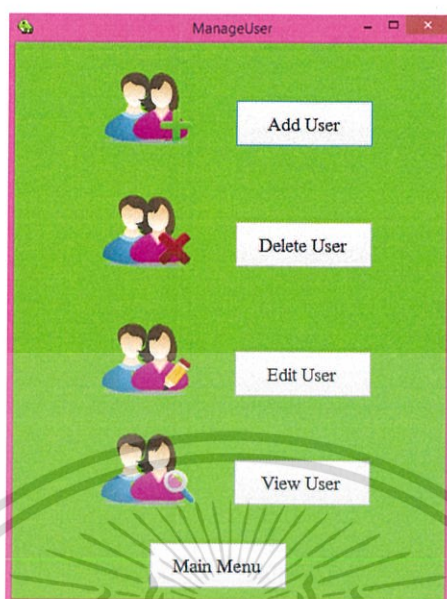 ManageUser
Add User
Delete User
Edit User
View User
Main Menu